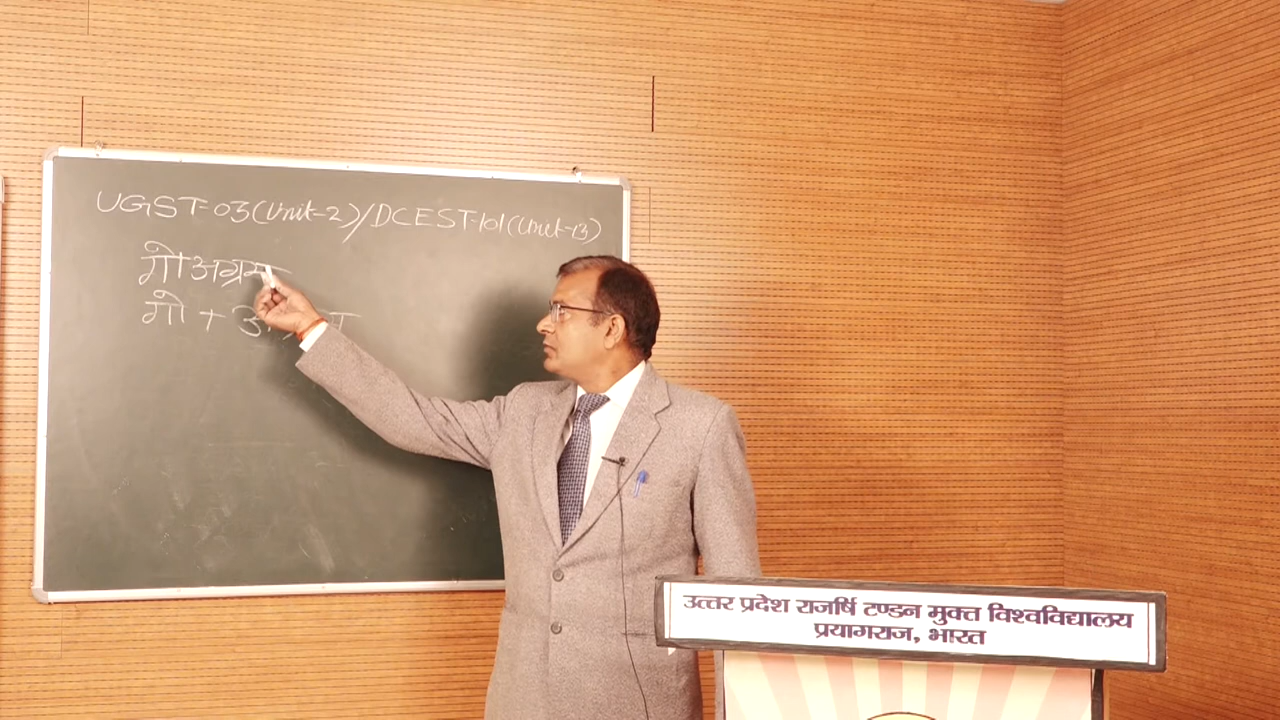 UGST-03(Unit-2)/DCEST-101(Unit-13)
गोअग्रम
गो +
उत्तर प्रदेश राजर्षि टण्डन मुक्त विश्वविद्यालय
प्रयागराज, भारत